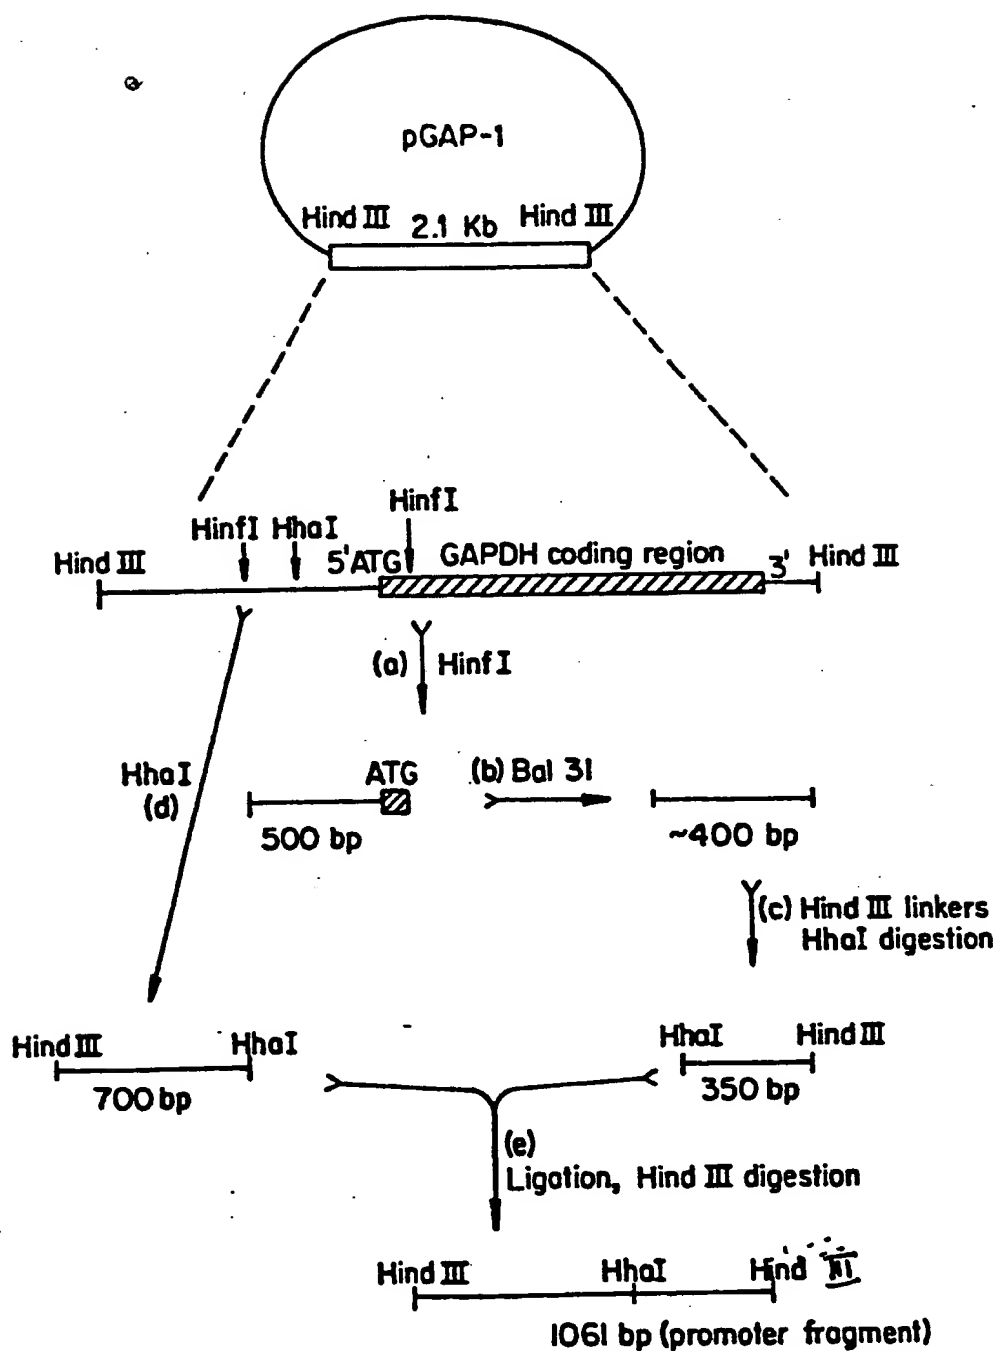 pGAP-1
Hind III 2.1 Kb Hind III
HinfI
HinfI HhaI
Hind III 5'ATG GAPDH coding region 3' Hind III
(a) HinfI
HhaI
(d)
ATG
500 bp
(b) Bal 31
~400 bp
(c) Hind III linkers
HhaI digestion
Hind III HhaI
700 bp
HhaI Hind III
350 bp
(e)
Ligation, Hind III digestion
Hind III HhaI Hind III
1061 bp (promoter fragment)